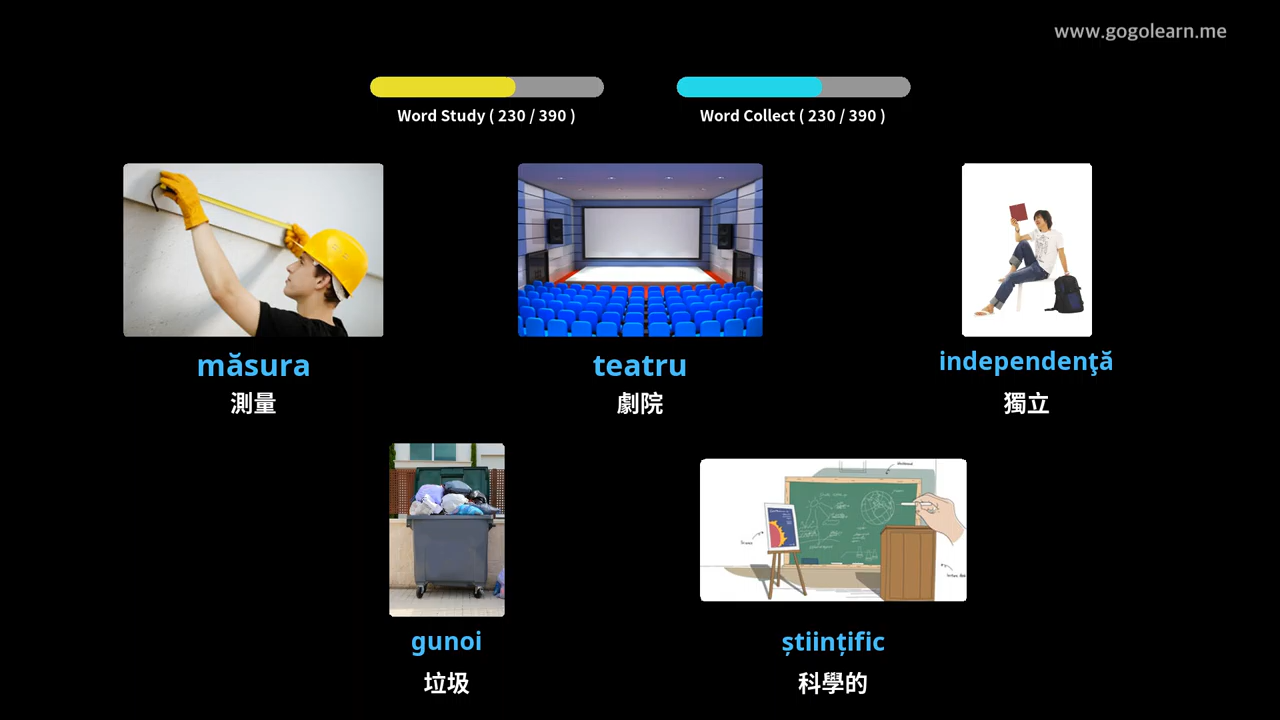 www.gogolearn.me
Word Study ( 230 / 390 )
Word Collect ( 230 / 390 )
măsura
測量
teatru
劇院
independenţă
獨立
gunoi
垃圾
științific
科學的